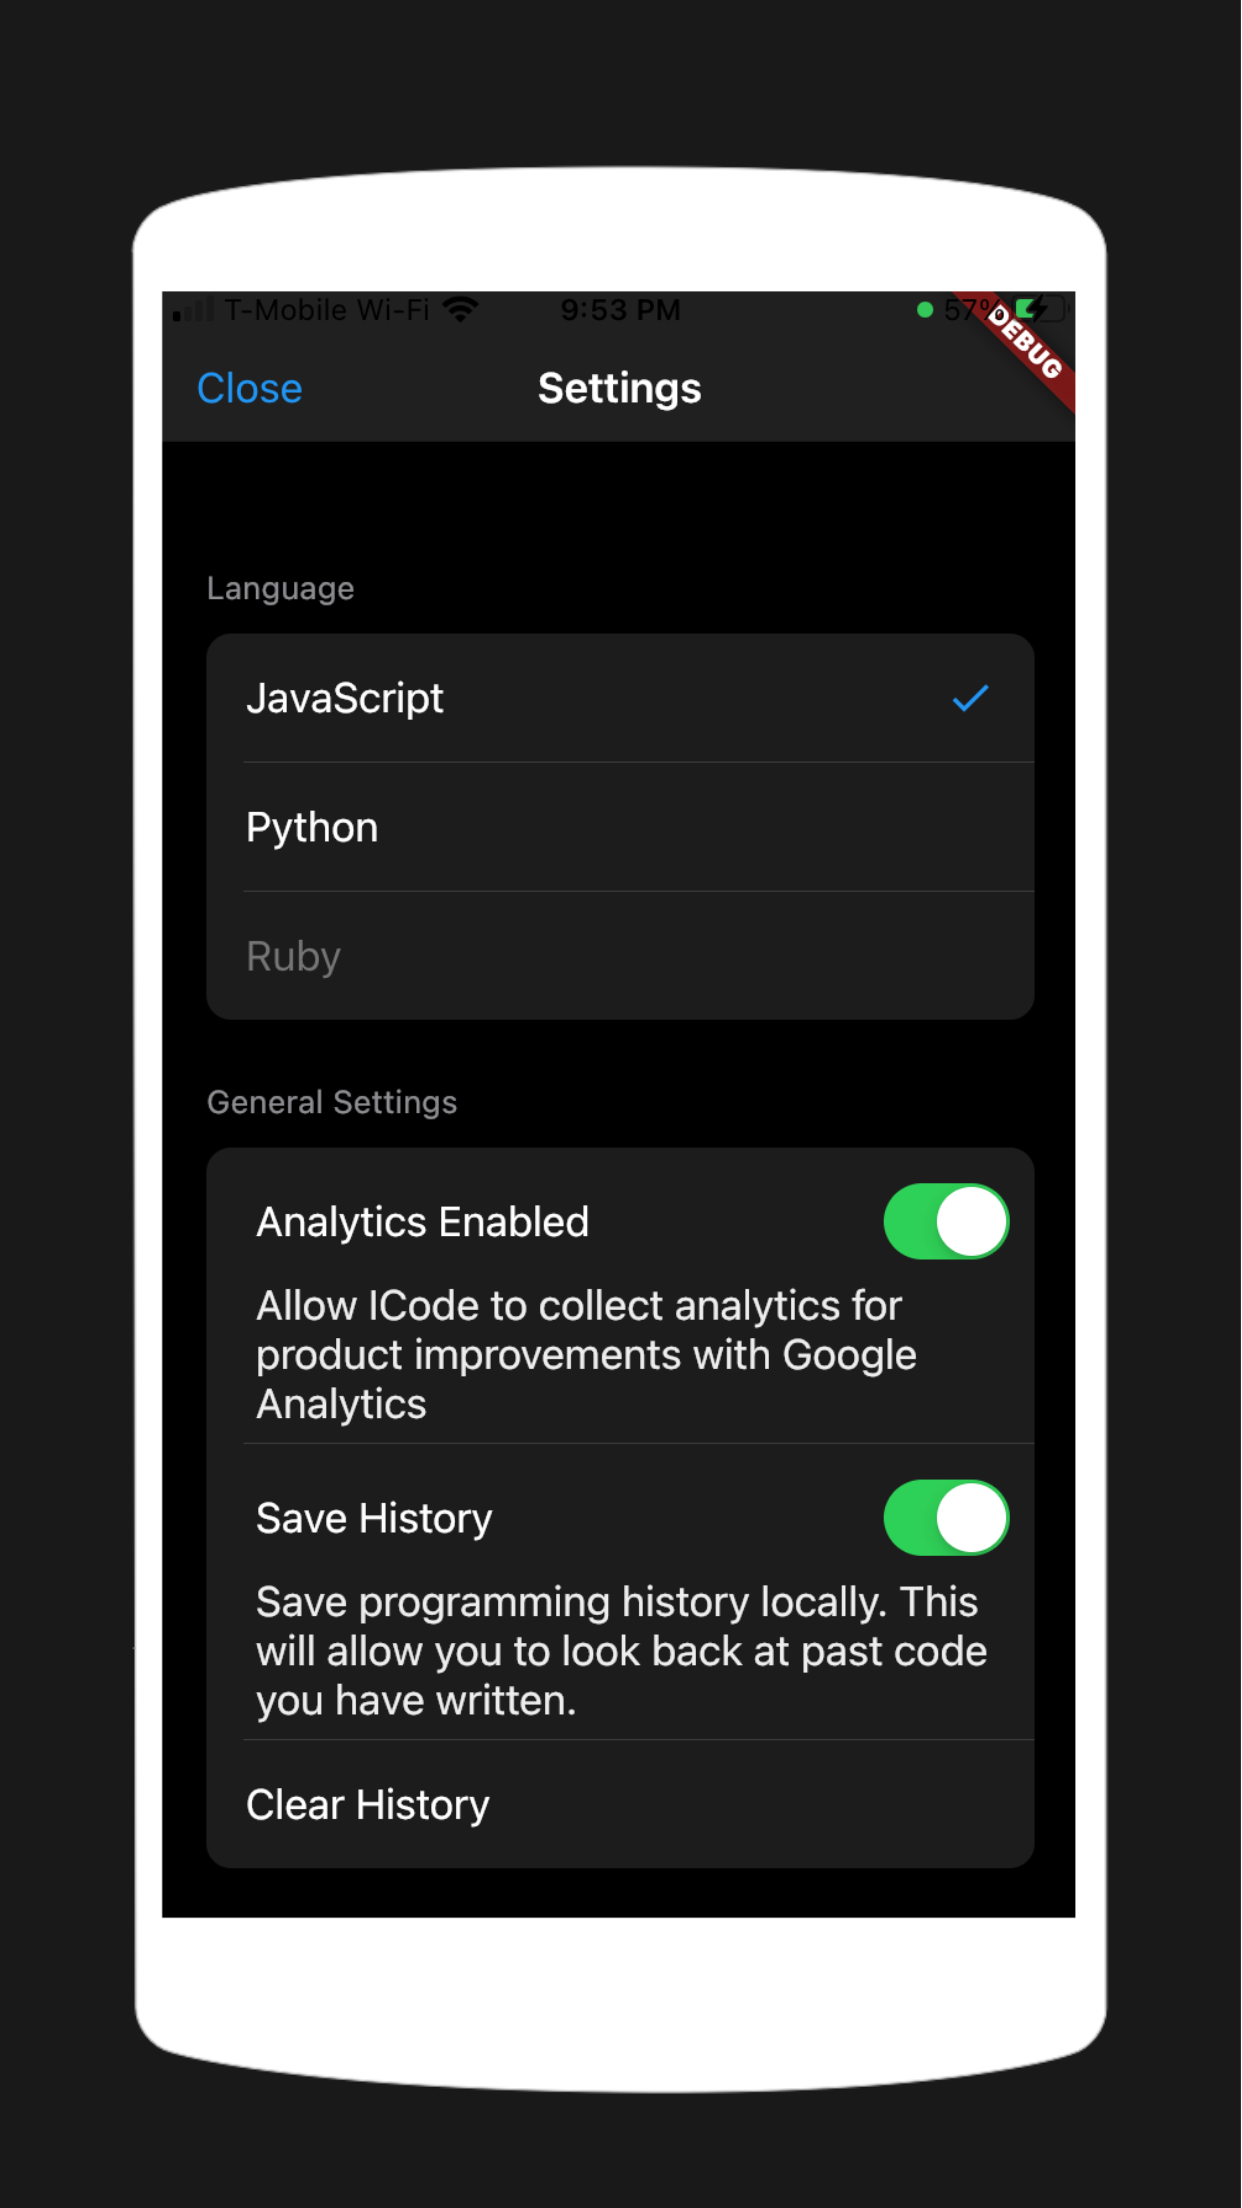 T-Mobile Wi-Fi 9:53 PM 57%
DEBUG
Close Settings
Language
JavaScript
Python
Ruby
General Settings
Analytics Enabled
Allow ICode to collect analytics for
product improvements with Google
Analytics
Save History
Save programming history locally. This
will allow you to look back at past code
you have written.
Clear History